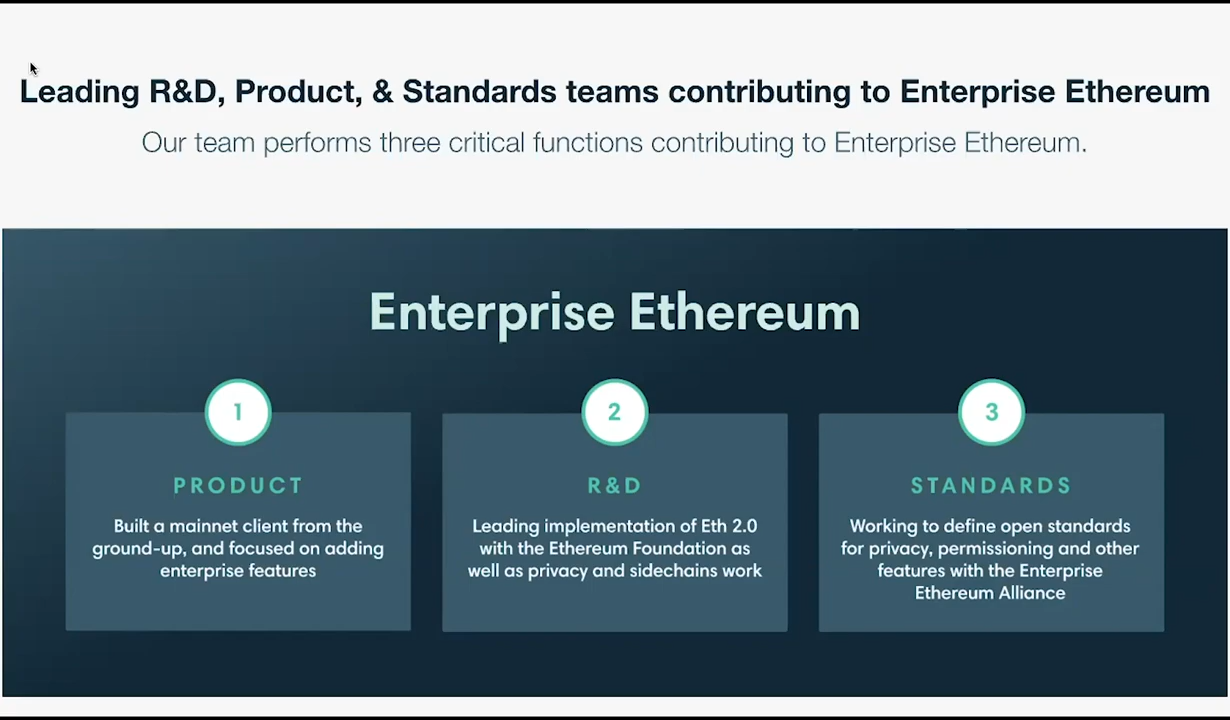 Leading R&D, Product, & Standards teams contributing to Enterprise Ethereum
Our team performs three critical functions contributing to Enterprise Ethereum.
Enterprise Ethereum
1
PRODUCT
Built a mainnet client from the
ground-up, and focused on adding
enterprise features
2
R&D
Leading implementation of Eth 2.0
with the Ethereum Foundation as
well as privacy and sidechains work
3
STANDARDS
Working to define open standards
for privacy, permissioning and other
features with the Enterprise
Ethereum Alliance